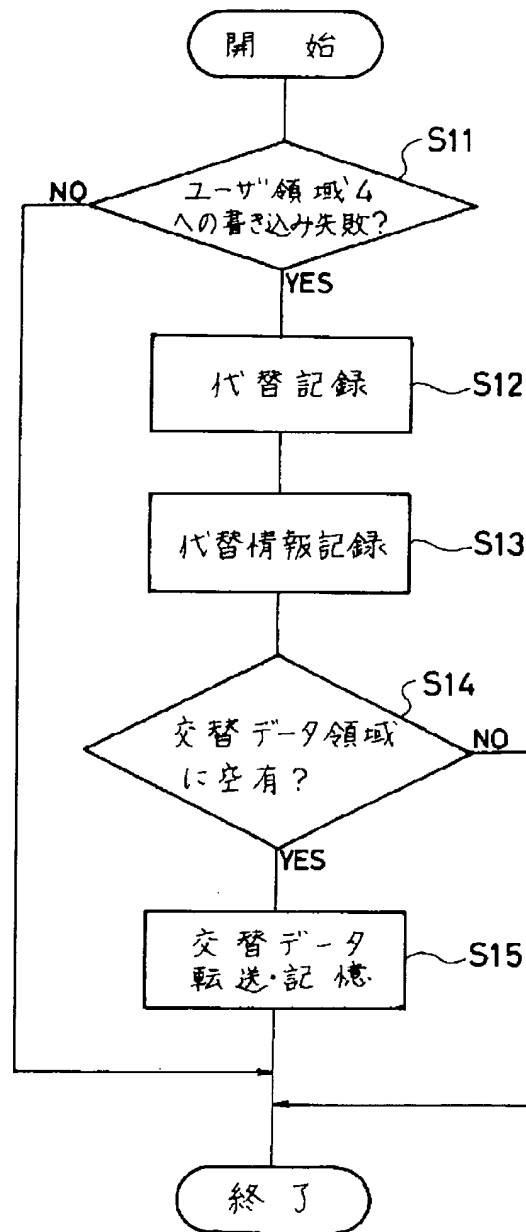 開始
S11
NO
ユーザ領域4
への書き込み失敗?
YES
代替記録
S12
代替情報記録
S13
S14
交替データ領域
に空有?
NO
YES
交替データ
転送・記憶
S15
終了